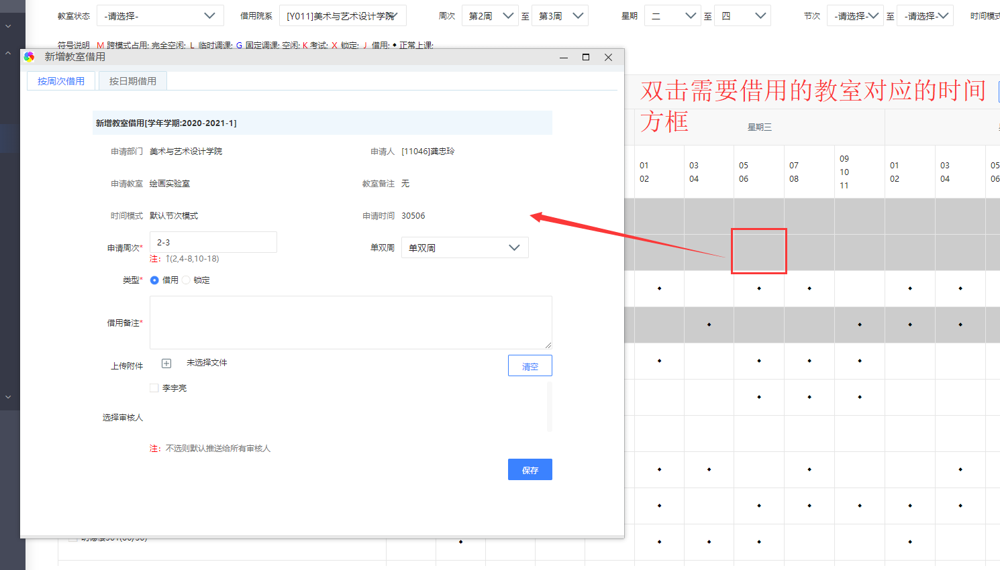 教室状态 -请选择- 借用院系 [Y011]美术与艺术设计学院 周次 第2周 至 第3周 星期 二 至 四 节次 -请选择- 至 -请选择- 时间模式
符号说明 M 跨模式占用; 完全空闲; L 临时调课; G 固定调课; 空闲; K 考试; X 锁定; J 借用; ◆ 正常上课;
新增教室借用
按周次借用 按日期借用
双击需要借用的教室对应的时间
方框
新增教室借用[学年学期:2020-2021-1]
星期三
申请部门 美术与艺术设计学院 申请人 [11046]龚忠玲
01 03 05 07 09 01 03 05
02 04 06 08 10 02 04 06
11
申请教室 绘画实验室 教室备注 无
时间模式 默认节次模式 申请时间 30506
申请周次* 2-3 单双周 单双周
注: ↑(2,4-8,10-18)
类型* 借用 锁定
借用备注*
上传附件 未选择文件 清空
李宇亮
选择审核人
注: 不选则默认推送给所有审核人
保存